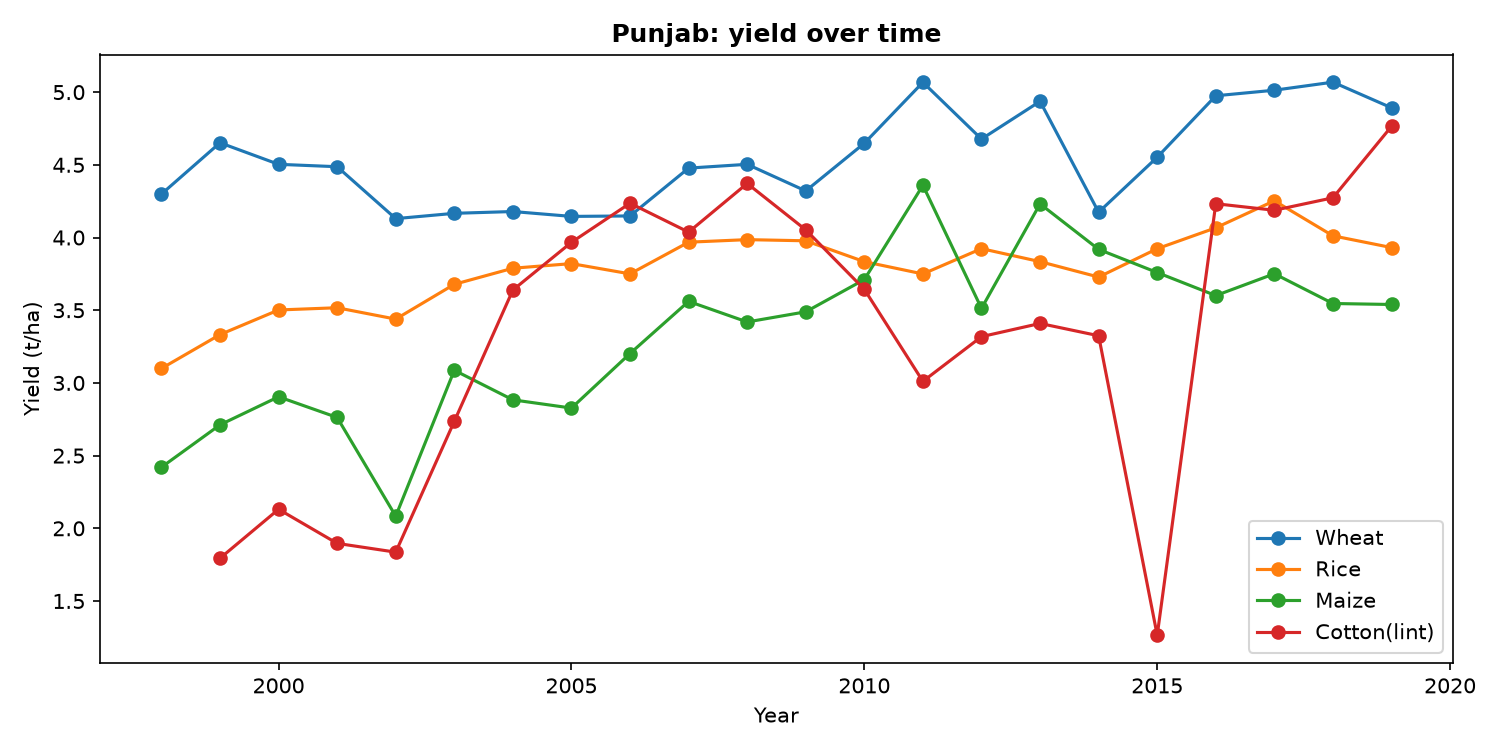 Punjab: yield over time
Yield (t/ha)
5.0
4.5
4.0
3.5
3.0
2.5
2.0
1.5
Wheat
Rice
Maize
Cotton(lint)
2000 2005 2010 2015 2020
Year